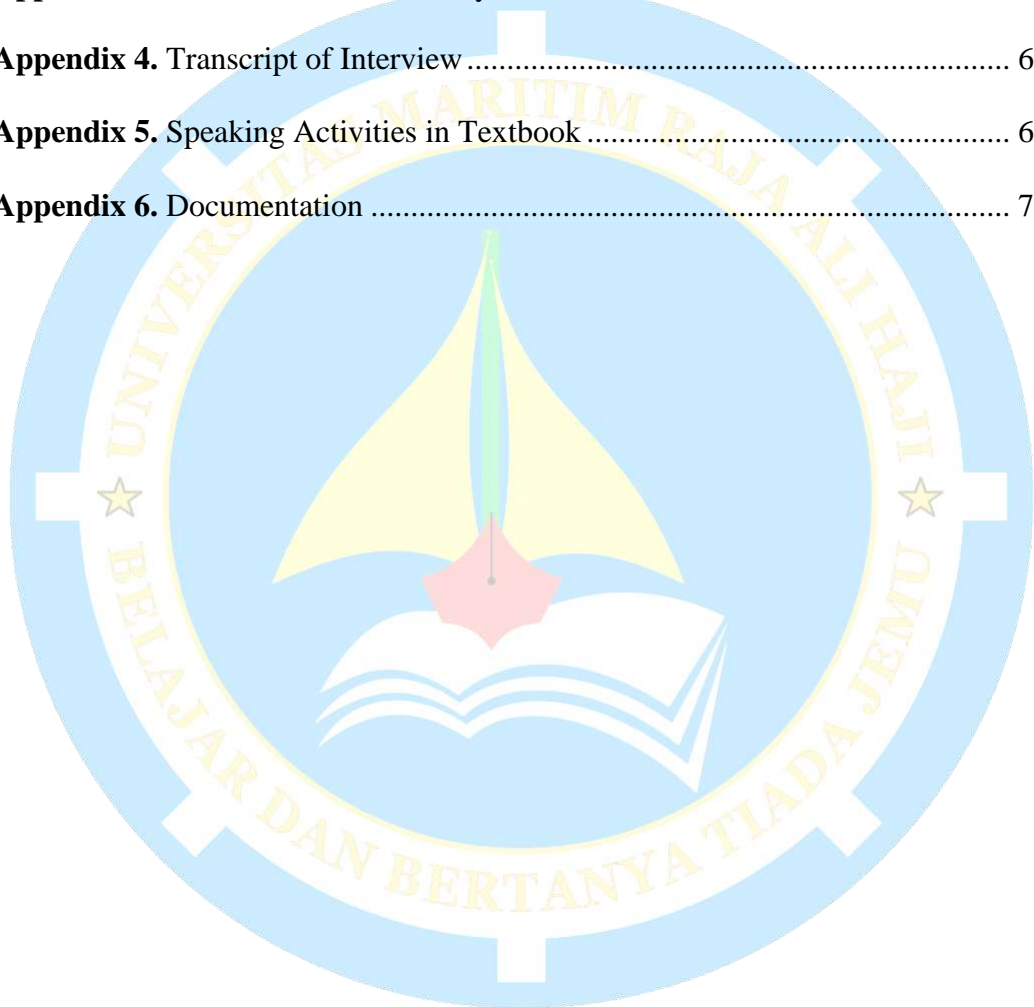 Appendix 4. Transcript of Interview ........................................................................ 6
Appendix 5. Speaking Activities in Textbook ........................................................ 6
Appendix 6. Documentation .................................................................................... 7
UNIVERSITAS MARITIM RAJA ALI HAJI
BELAJAR DAN BERTANYA TIADA JEMU